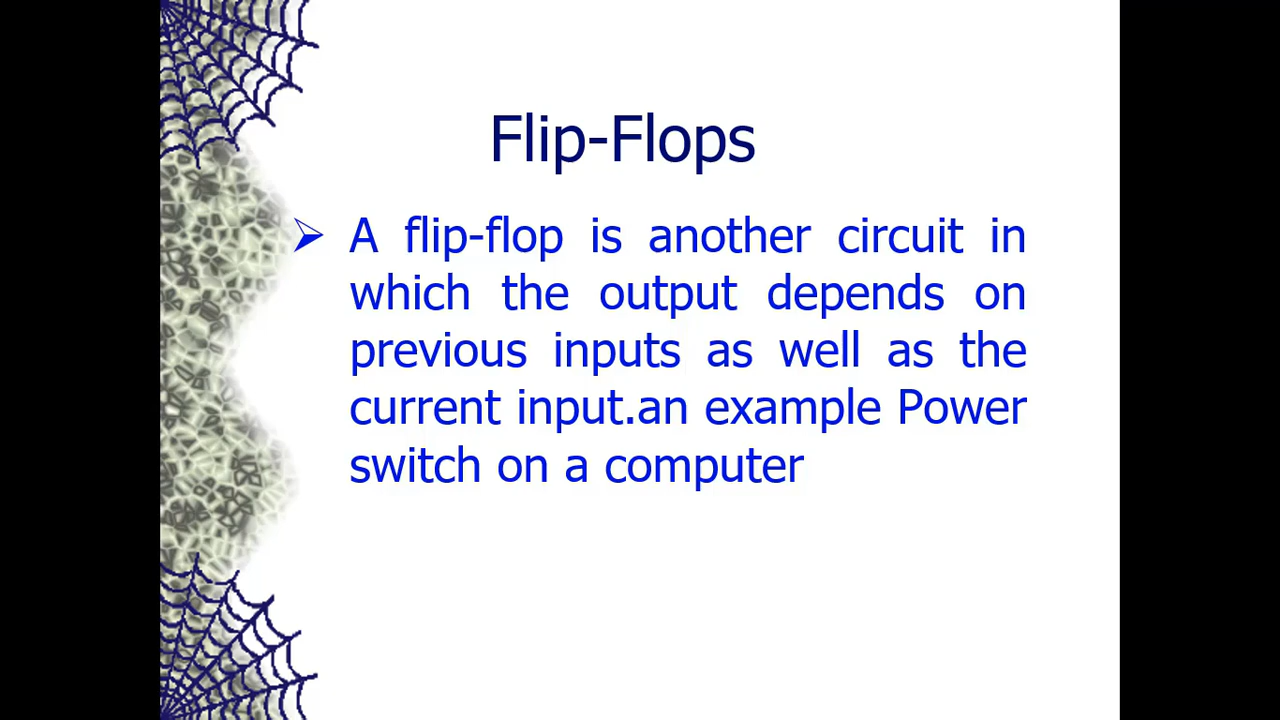 Flip-Flops
A flip-flop is another circuit in
which the output depends on
previous inputs as well as the
current input.an example Power
switch on a computer